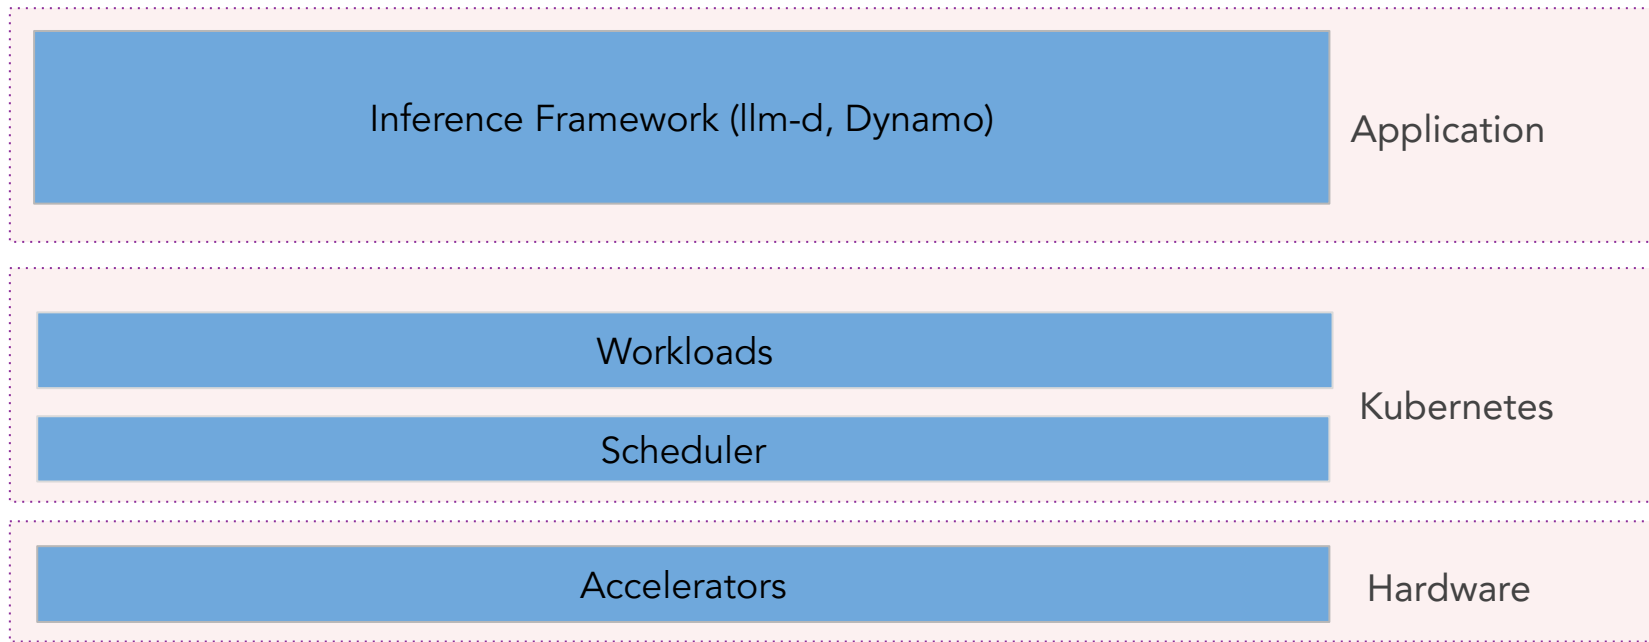 Inference Framework (llm-d, Dynamo)
Application
Workloads
Kubernetes
Scheduler
Accelerators
Hardware